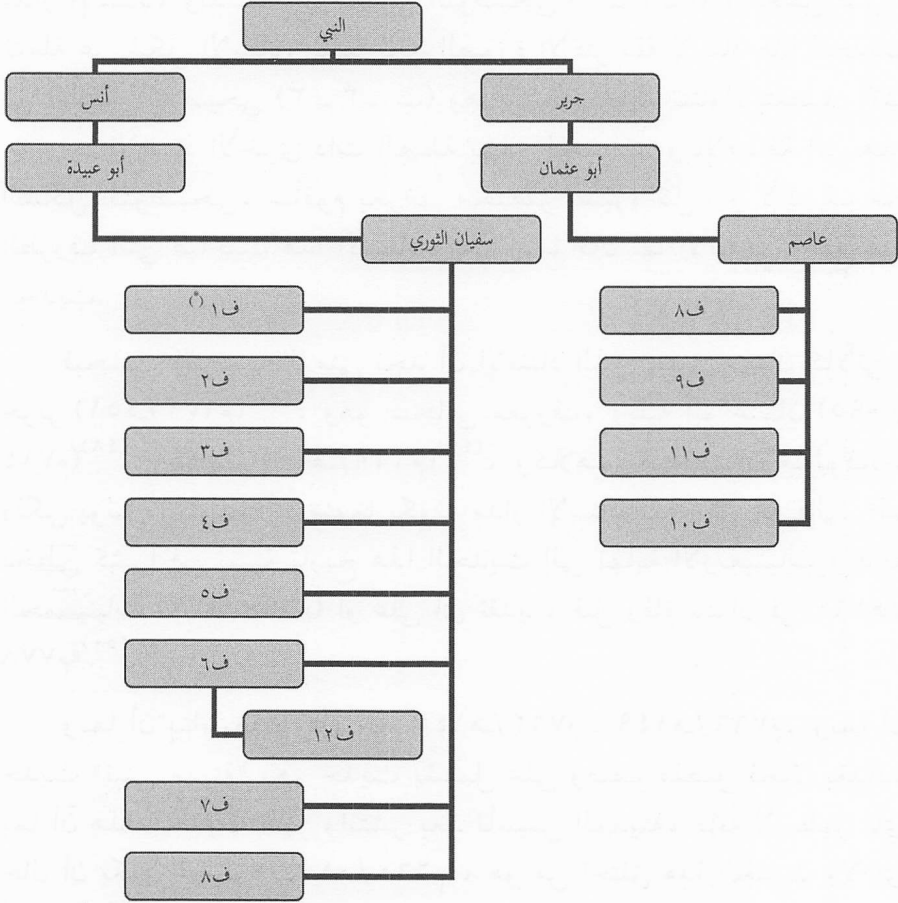 النبي
جرير
أنس
أبو عثمان
أبو عبيدة
عاصم
سفيان الثوري
ف٨
ف١ (*)
ف٩
ف٢
ف١١
ف٣
ف١٠
ف٤
ف٥
ف٦
ف١٢
ف٧
ف٨